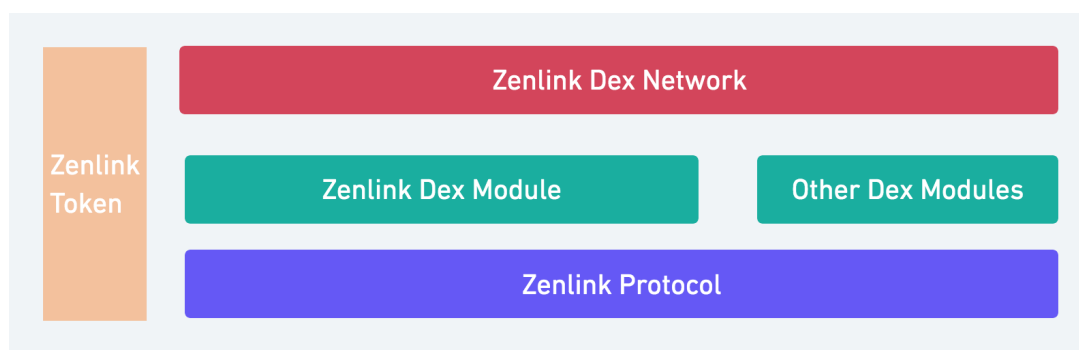 Zenlink
Token
Zenlink Dex Network
Zenlink Dex Module
Other Dex Modules
Zenlink Protocol